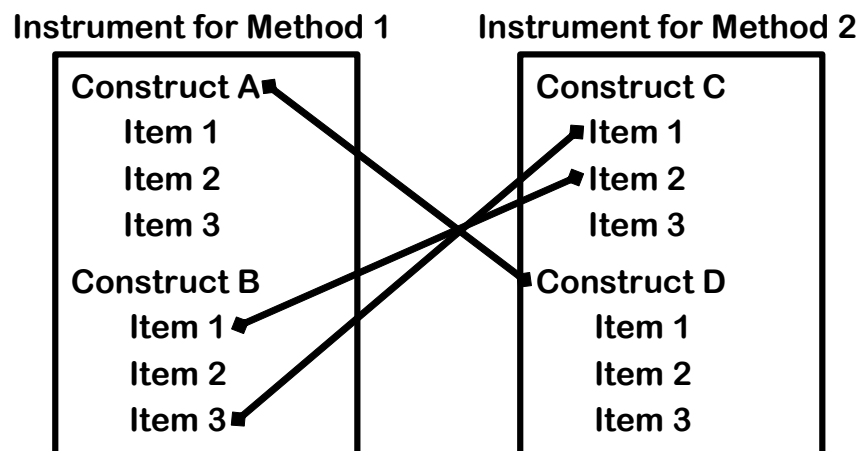 Instrument for Method 1
Construct A
Item 1
Item 2
Item 3
Construct B
Item 1
Item 2
Item 3
Instrument for Method 2
Construct C
Item 1
Item 2
Item 3
Construct D
Item 1
Item 2
Item 3